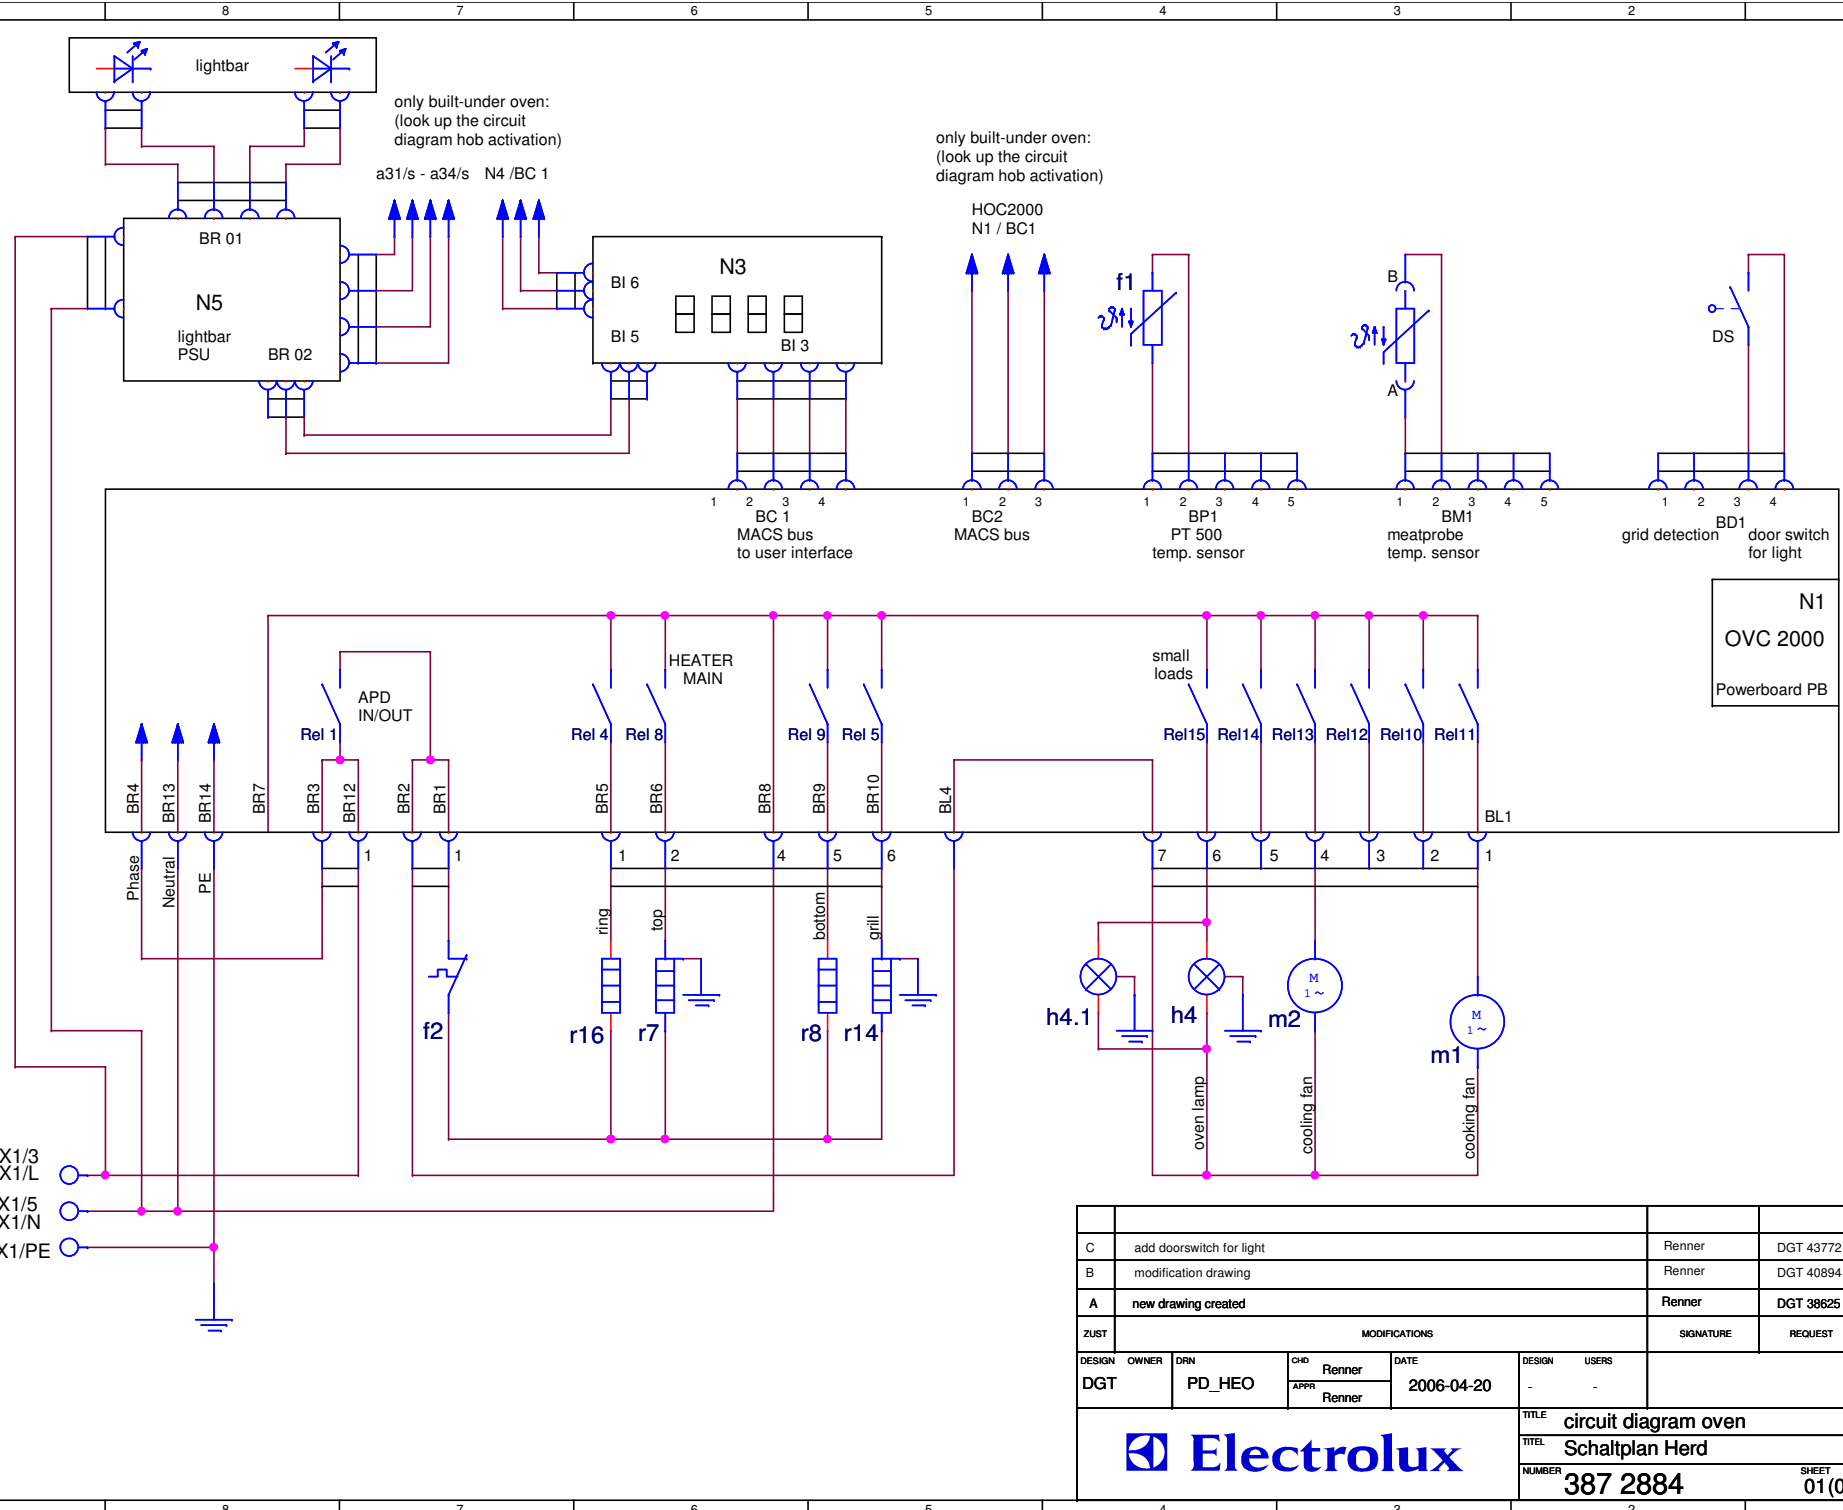 8 7 6 5 4 3 2
lightbar
only built-under oven:
(look up the circuit
diagram hob activation)
a31/s - a34/s N4 /BC 1
only built-under oven:
(look up the circuit
diagram hob activation)
HOC2000
N1 / BC1
BR 01
N5
lightbar
PSU
BR 02
N3
BI 6
BI 5
BI 3
f1
B
A
DS
1 2 3 4
BC 1
MACS bus
to user interface
1 2 3
BC2
MACS bus
1 2 3 4 5
BP1
PT 500
temp. sensor
1 2 3 4 5
BM1
meatprobe
temp. sensor
1 2 3 4
BD1
grid detection
door switch
for light
N1
OVC 2000
Powerboard PB
APD
IN/OUT
HEATER
MAIN
small
loads
Rel 1 Rel 4 Rel 8 Rel 9 Rel 5 Rel15 Rel14 Rel13 Rel12 Rel10 Rel11
BR4 BR13 BR14 BR7 BR3 BR12 BR2 BR1 BR5 BR6 BR8 BR9 BR10 BL4 BL1
1 1 1 2 4 5 6 7 6 5 4 3 2 1
Phase Neutral PE
ring top bottom grill
f2 r16 r7 r8 r14 h4.1 h4 m2 m1
M
1 ~
M
1 ~
oven lamp cooling fan cooking fan
X1/3
X1/L
X1/5
X1/N
X1/PE
C add doorswitch for light Renner DGT 43772
B modification drawing Renner DGT 40894
A new drawing created Renner DGT 38625
ZUST MODIFICATIONS SIGNATURE REQUEST
DESIGN OWNER DRN CHD Renner DATE DESIGN USERS
DGT PD_HEO APPR Renner 2006-04-20 - -
Electrolux
TITLE circuit diagram oven
TITEL Schaltplan Herd
NUMBER 387 2884 SHEET 01(0
8 7 6 5 4 3 2